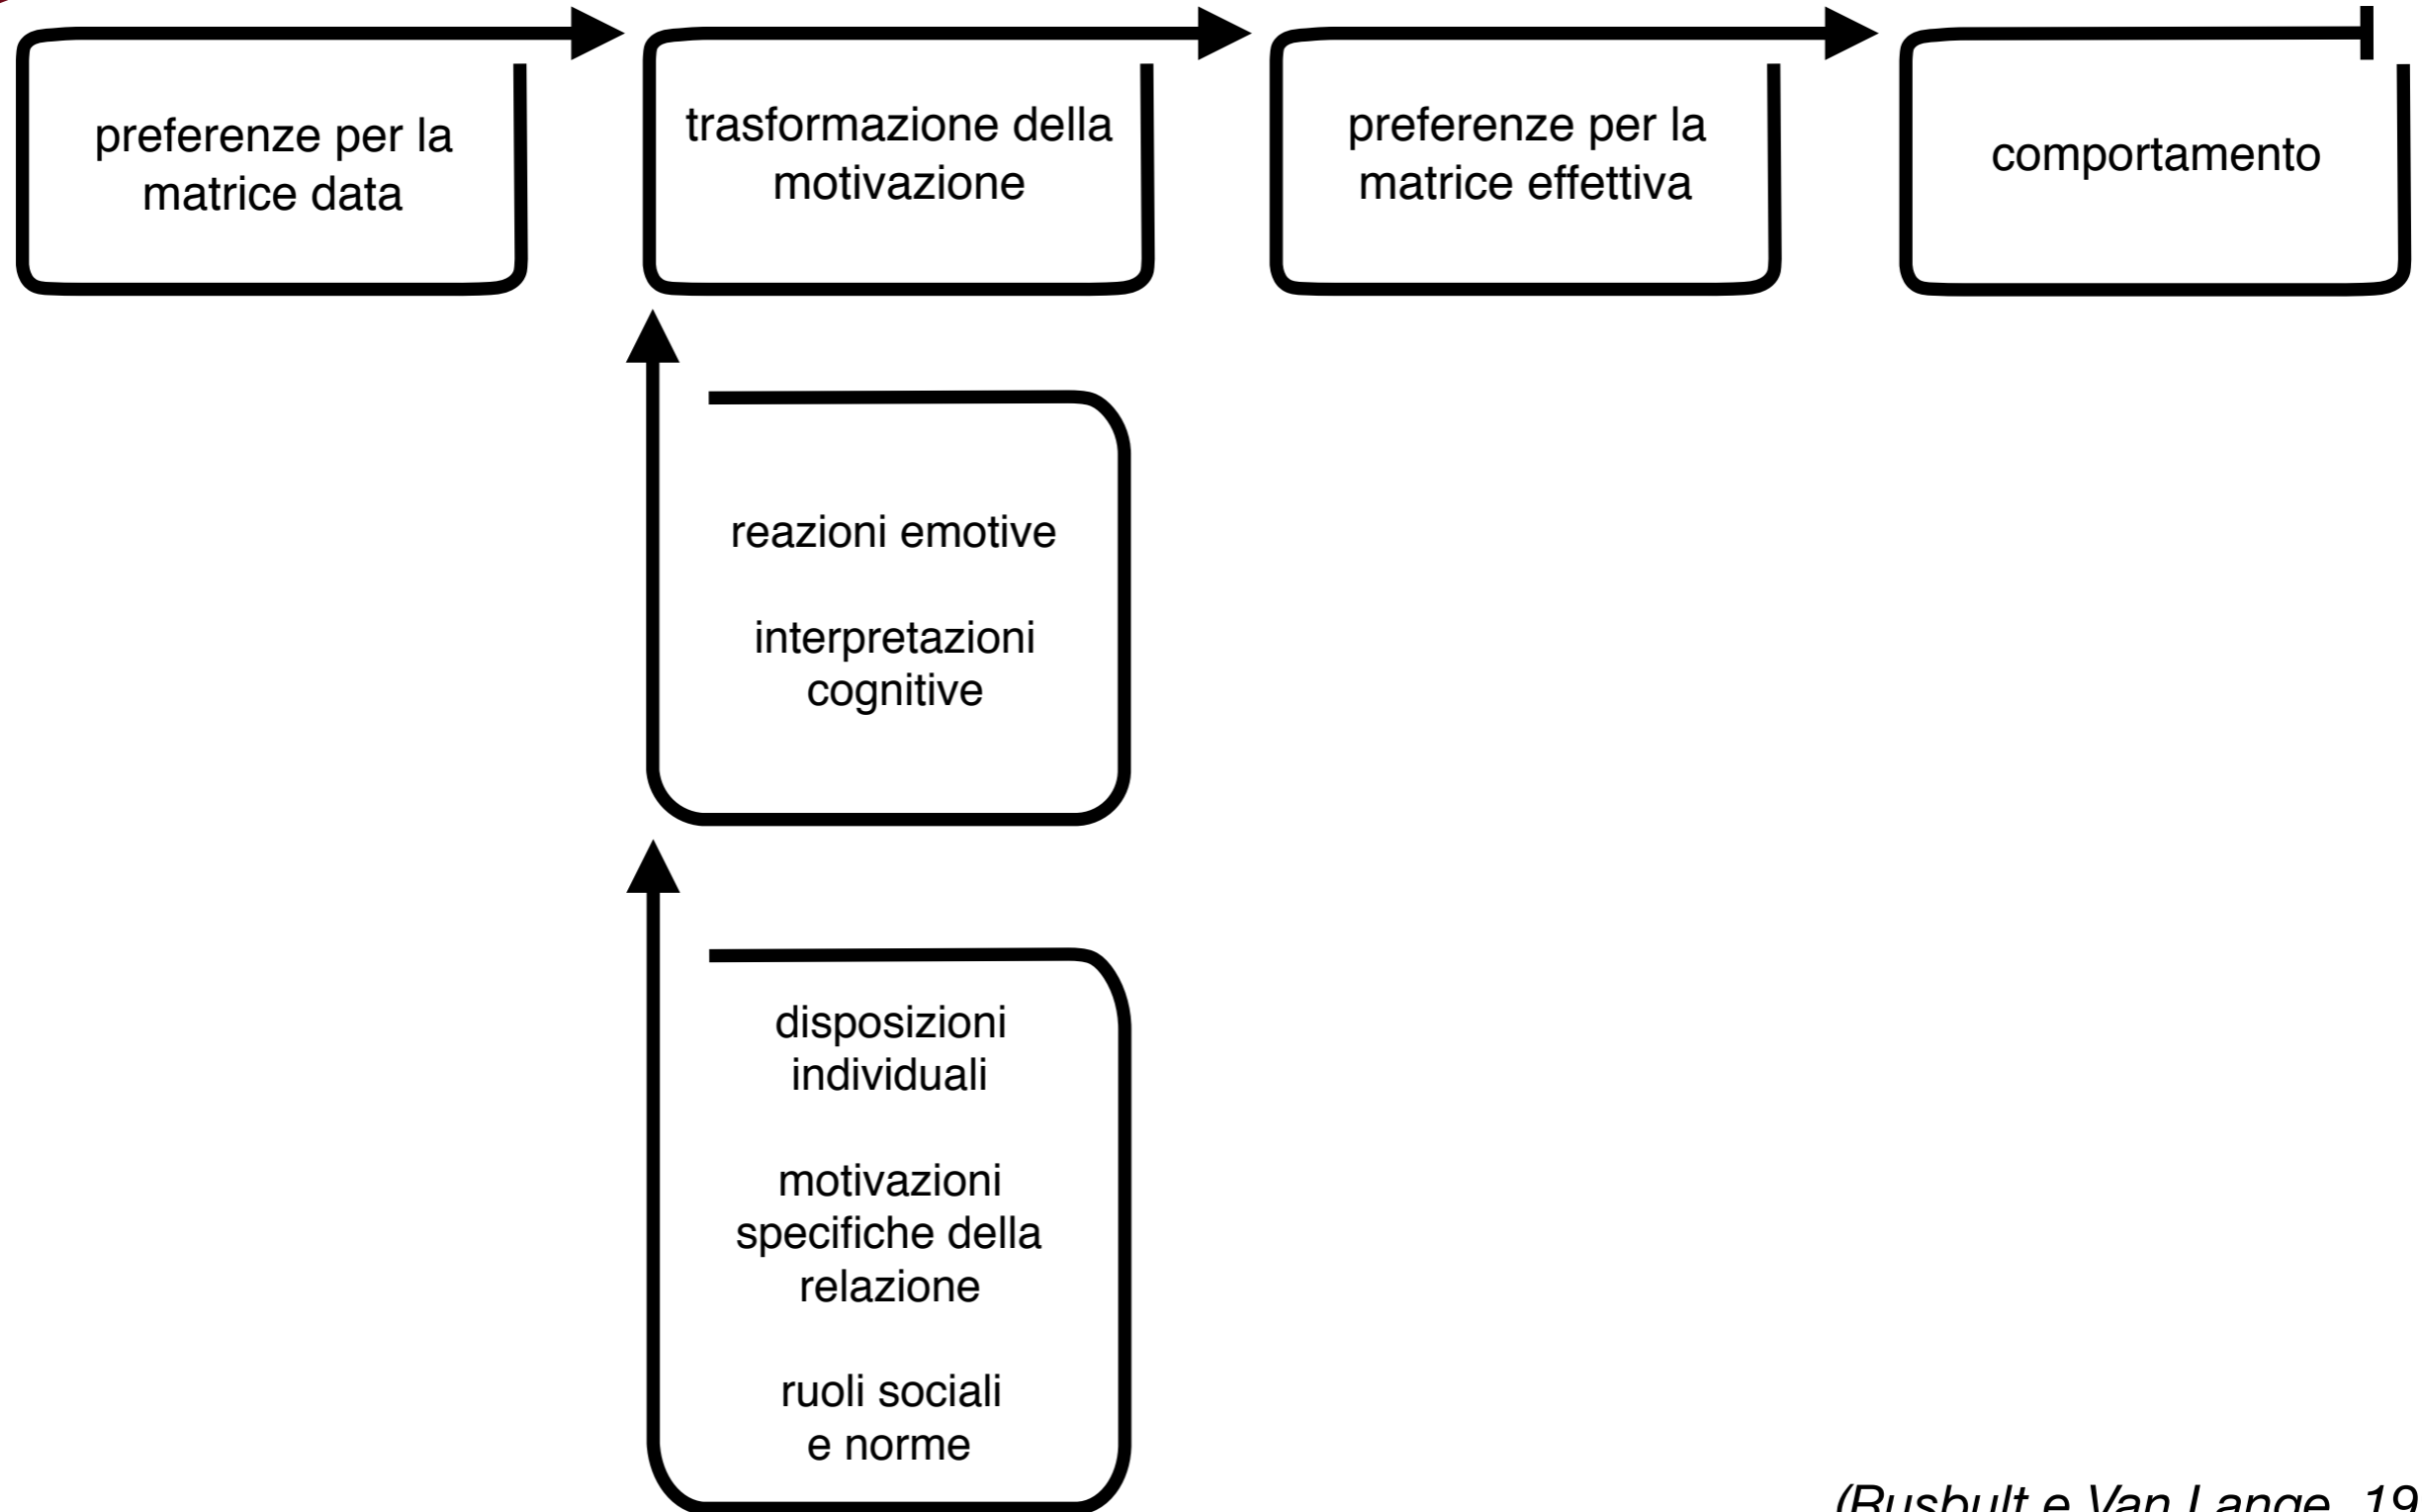 preferenze per la
matrice data
trasformazione della
motivazione
preferenze per la
matrice effettiva
comportamento
reazioni emotive
interpretazioni
cognitive
disposizioni
individuali
motivazioni
specifiche della
relazione
ruoli sociali
e norme
(Rusbult e Van Lange, 19